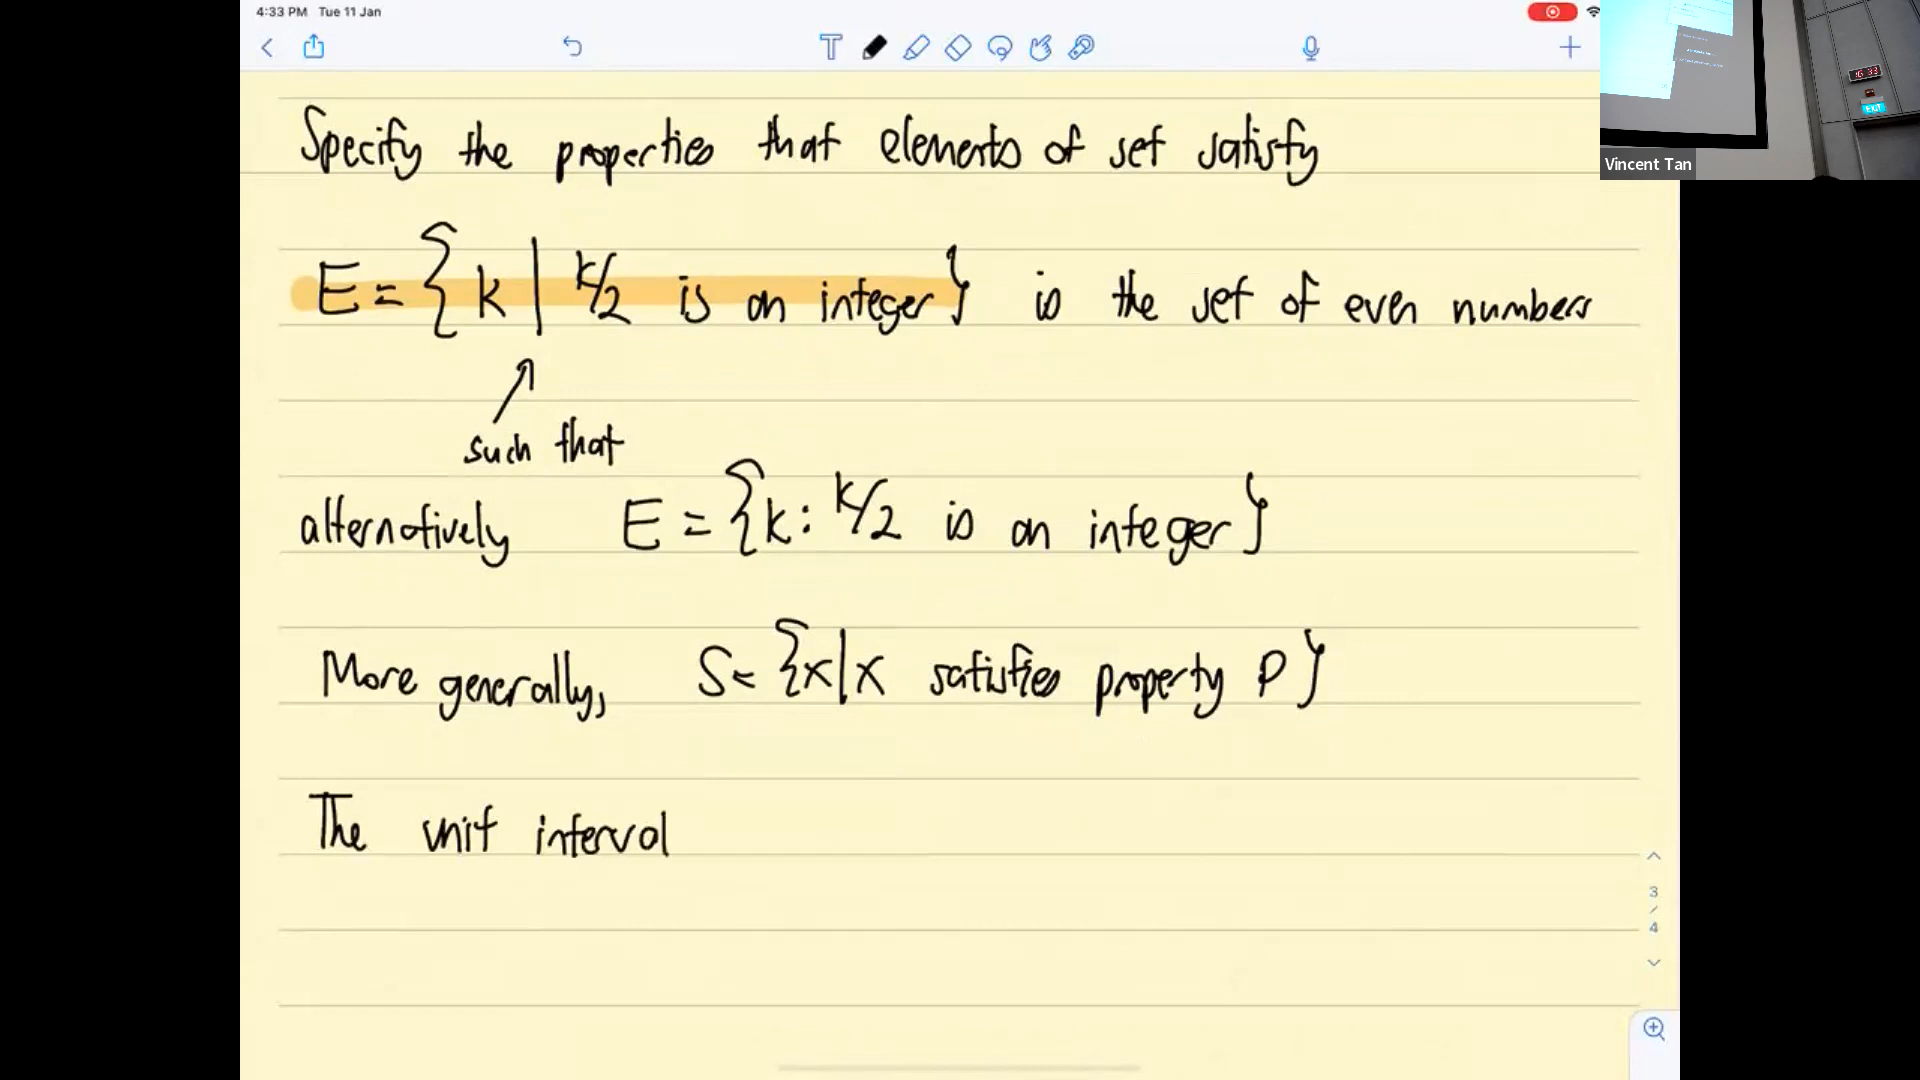 4:33 PM Tue 11 Jan
Specify the properties that elements of set satisfy
E = { k | k/2 is an integer } is the set of even numbers
such that
alternatively E = { k : k/2 is an integer }
More generally, S = { x | x satisfies property P }
The unit interval
3
/
4
Vincent Tan
EXIT